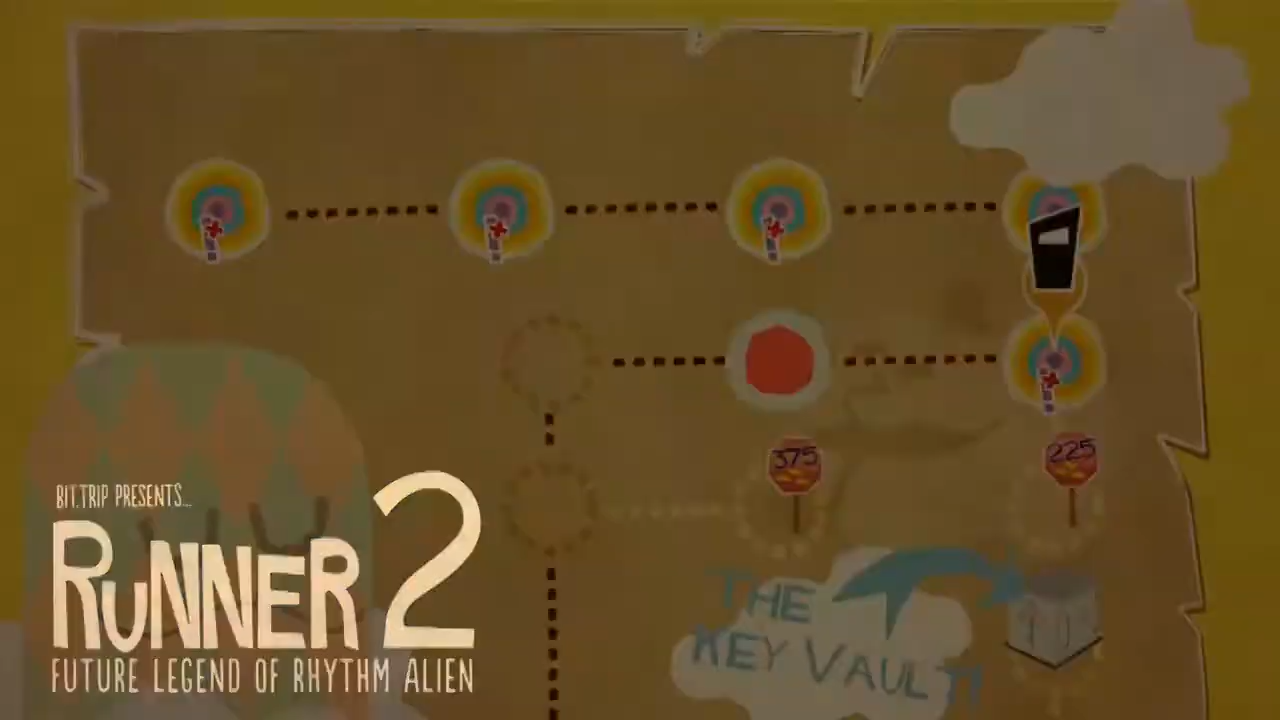 375
225
BIT.TRIP PRESENTS...
RUNNER 2
FUTURE LEGEND OF RHYTHM ALIEN
THE
KEY VAULT!